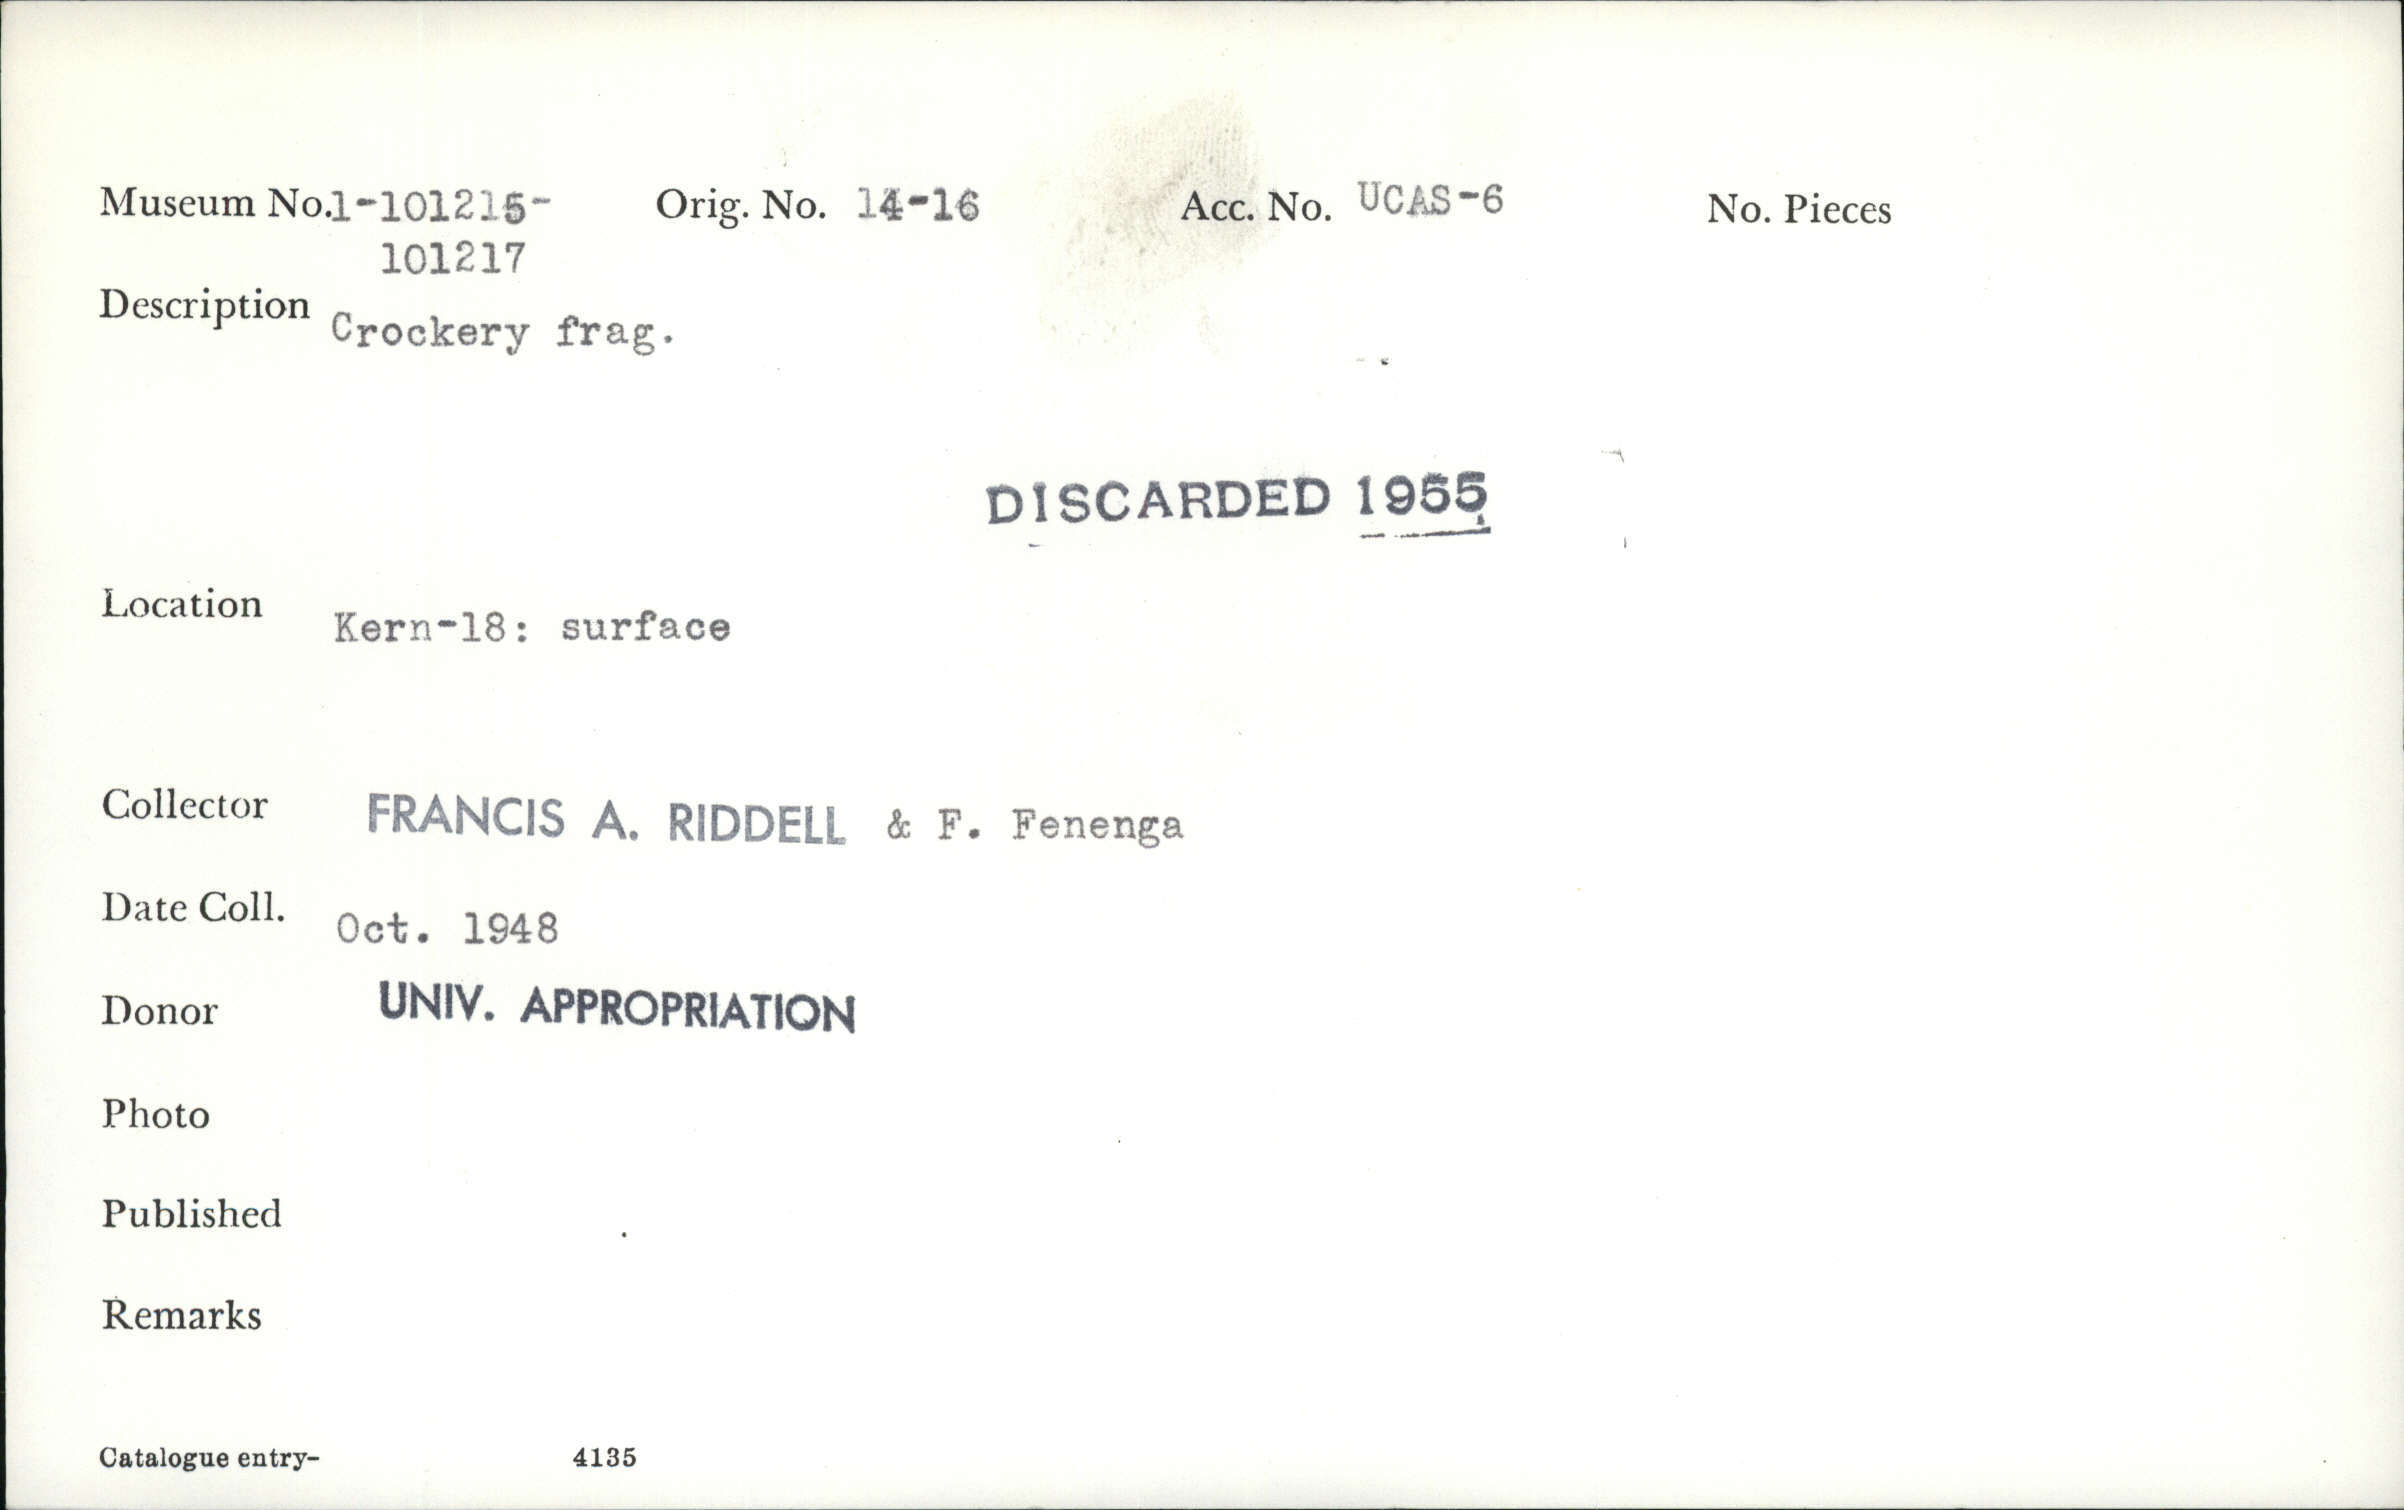 Museum No. 1-101215- Orig. No. 14-16 Acc. No. UCAS-6 No. Pieces
101217
Description Crockery frag.
DISCARDED 1955
Location Kern-18: surface
Collector FRANCIS A. RIDDELL & F. Fenenga
Date Coll. Oct. 1948
Donor UNIV. APPROPRIATION
Photo
Published
Remarks
Catalogue entry- 4135